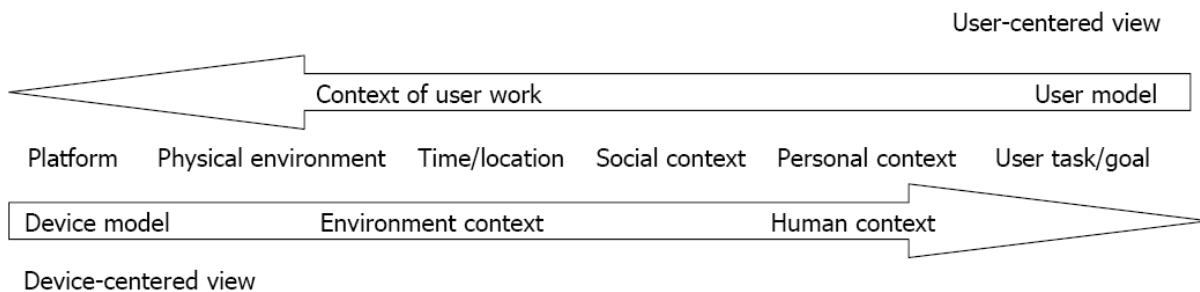 User-centered view
Context of user work User model
Platform Physical environment Time/location Social context Personal context User task/goal
Device model Environment context Human context
Device-centered view